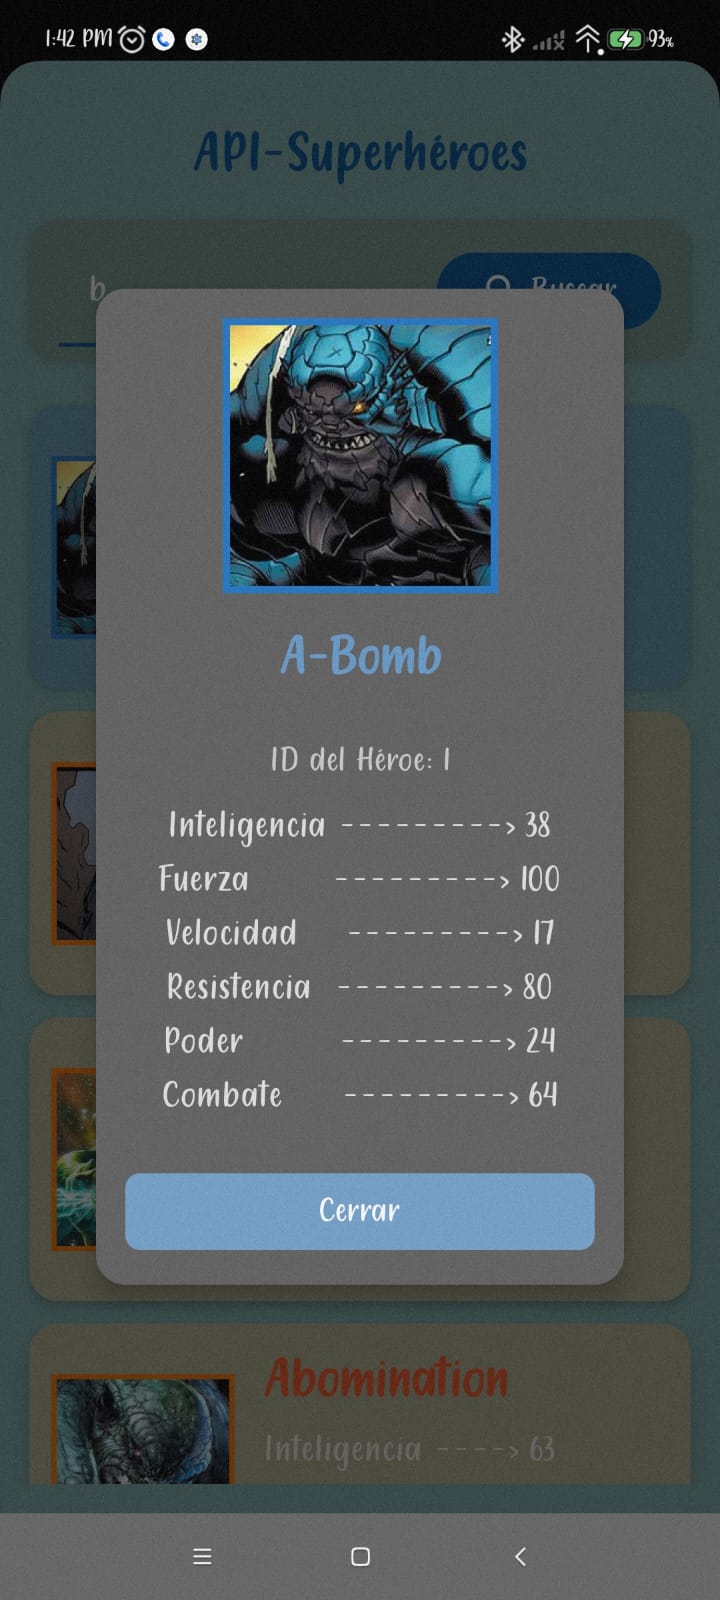 1:42 PM 93%
API-Superhéroes
b
Buscar
A-Bomb
ID del Héroe: 1
Inteligencia ---------> 38
Fuerza ---------> 100
Velocidad ---------> 17
Resistencia ---------> 80
Poder ---------> 24
Combate ---------> 64
Cerrar
Abomination
Inteligencia ----> 63